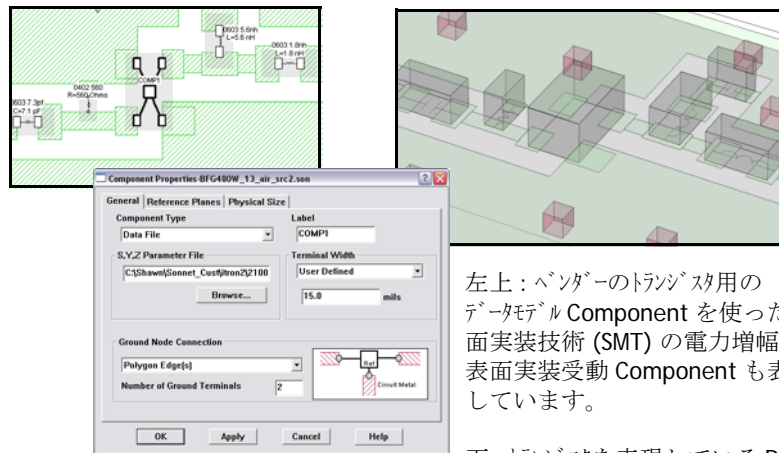 0603 5.6nH
L=5.6 nH
0603 1.8nH
L=1.8 nH
COMP1
0402 560
R=560 Ohms
0603 7.3pf
C=7.1 pF
Component Properties-BFG480W_13_air_src2.son
General Reference Planes Physical Size
Component Type
Label
Data File
COMP1
S,Y,Z Parameter File
Terminal Width
C:\Shawn\Sonnet_Cust\itron2\2100
User Defined
Browse...
15.0 mils
Ground Node Connection
Polygon Edge(s)
Number of Ground Terminals 2
Ref
Circuit Metal
OK Apply Cancel Help
左上 : ﾍﾞﾝﾀﾞｰのﾄﾗﾝｼﾞｽﾀ用の
ﾃﾞｰﾀﾓﾃﾞﾙ Component を使った
面実装技術 (SMT) の電力増幅
表面実装受動 Component も表
しています。